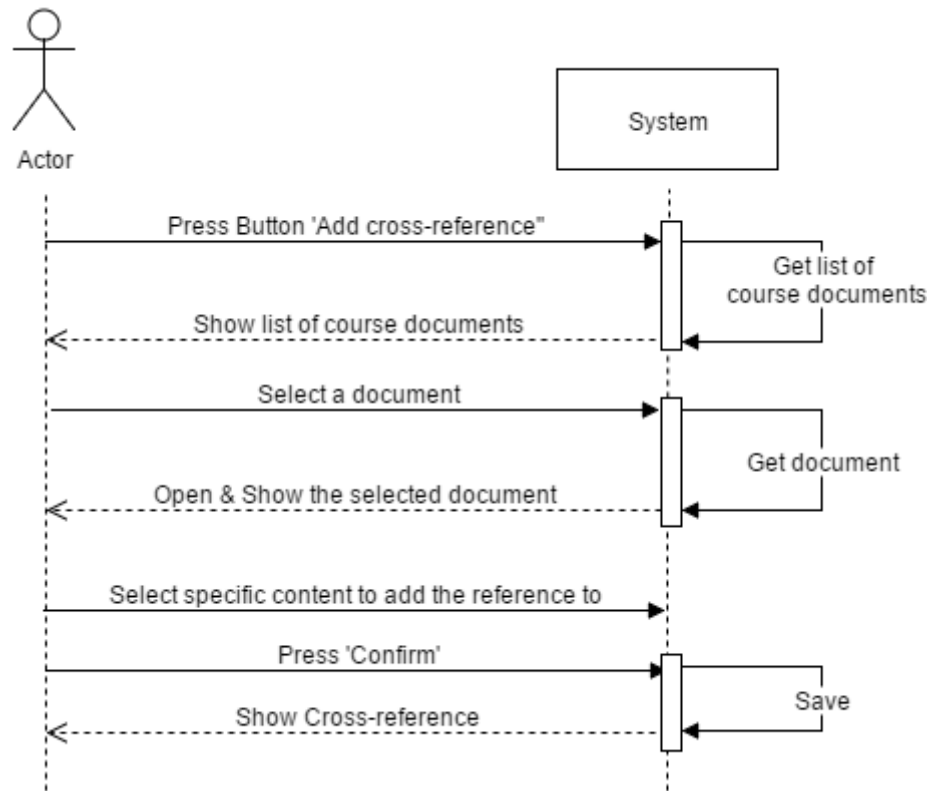 System
Actor
Press Button 'Add cross-reference"
Get list of
course documents
Show list of course documents
Select a document
Get document
Open & Show the selected document
Select specific content to add the reference to
Press 'Confirm'
Save
Show Cross-reference